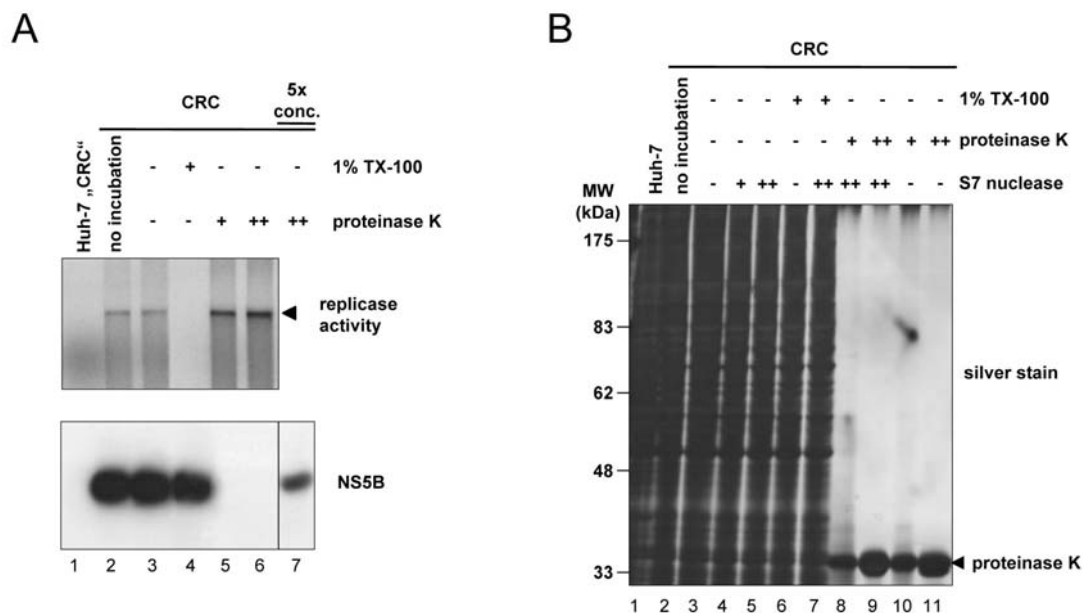 A
CRC
5x
conc.
Huh-7 „CRC“
no incubation
- + - - - 1% TX-100
- - + ++ ++ proteinase K
replicase
activity
NS5B
1 2 3 4 5 6 7
B
CRC
Huh-7
no incubation
- - - + + - - - - 1% TX-100
- - - - - + ++ + ++ proteinase K
- + ++ - ++ ++ ++ - - S7 nuclease
MW
(kDa)
175
83
62
48
33
silver stain
proteinase K
1 2 3 4 5 6 7 8 9 10 11